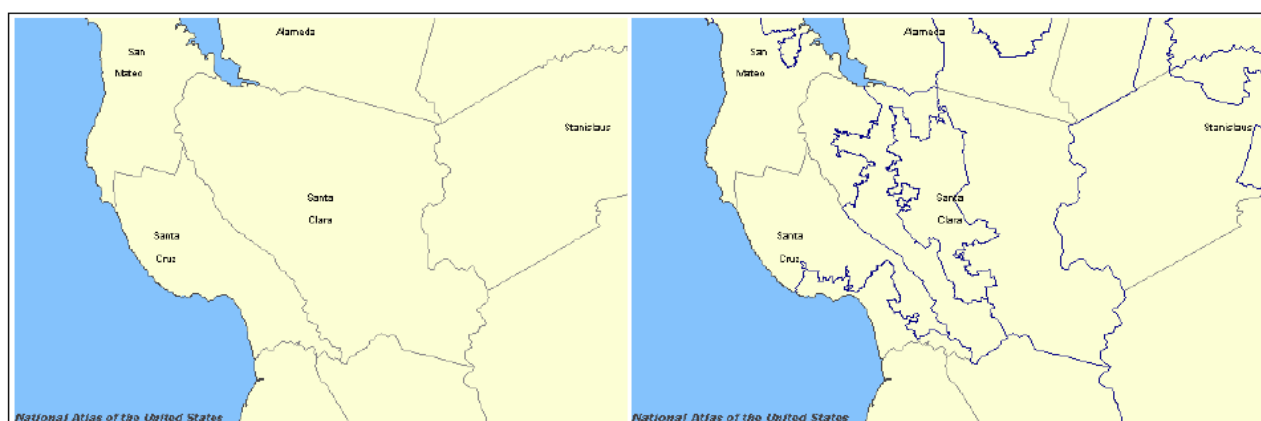 Alameda
San
Mateo
Stanislaus
Santa
Clara
Santa
Cruz
National Atlas of the United States
Alameda
San
Mateo
Stanislaus
Santa
Clara
Santa
Cruz
National Atlas of the United States